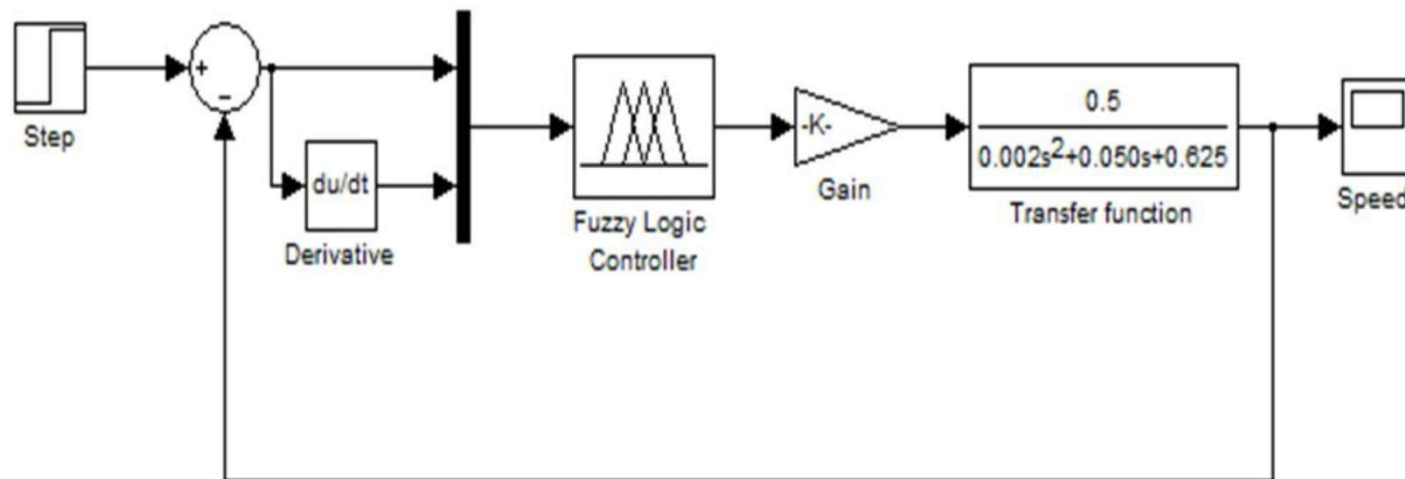 Step
+
−
du/dt
Derivative
Fuzzy Logic
Controller
-K-
Gain
0.5
0.002s²+0.050s+0.625
Transfer function
Speed